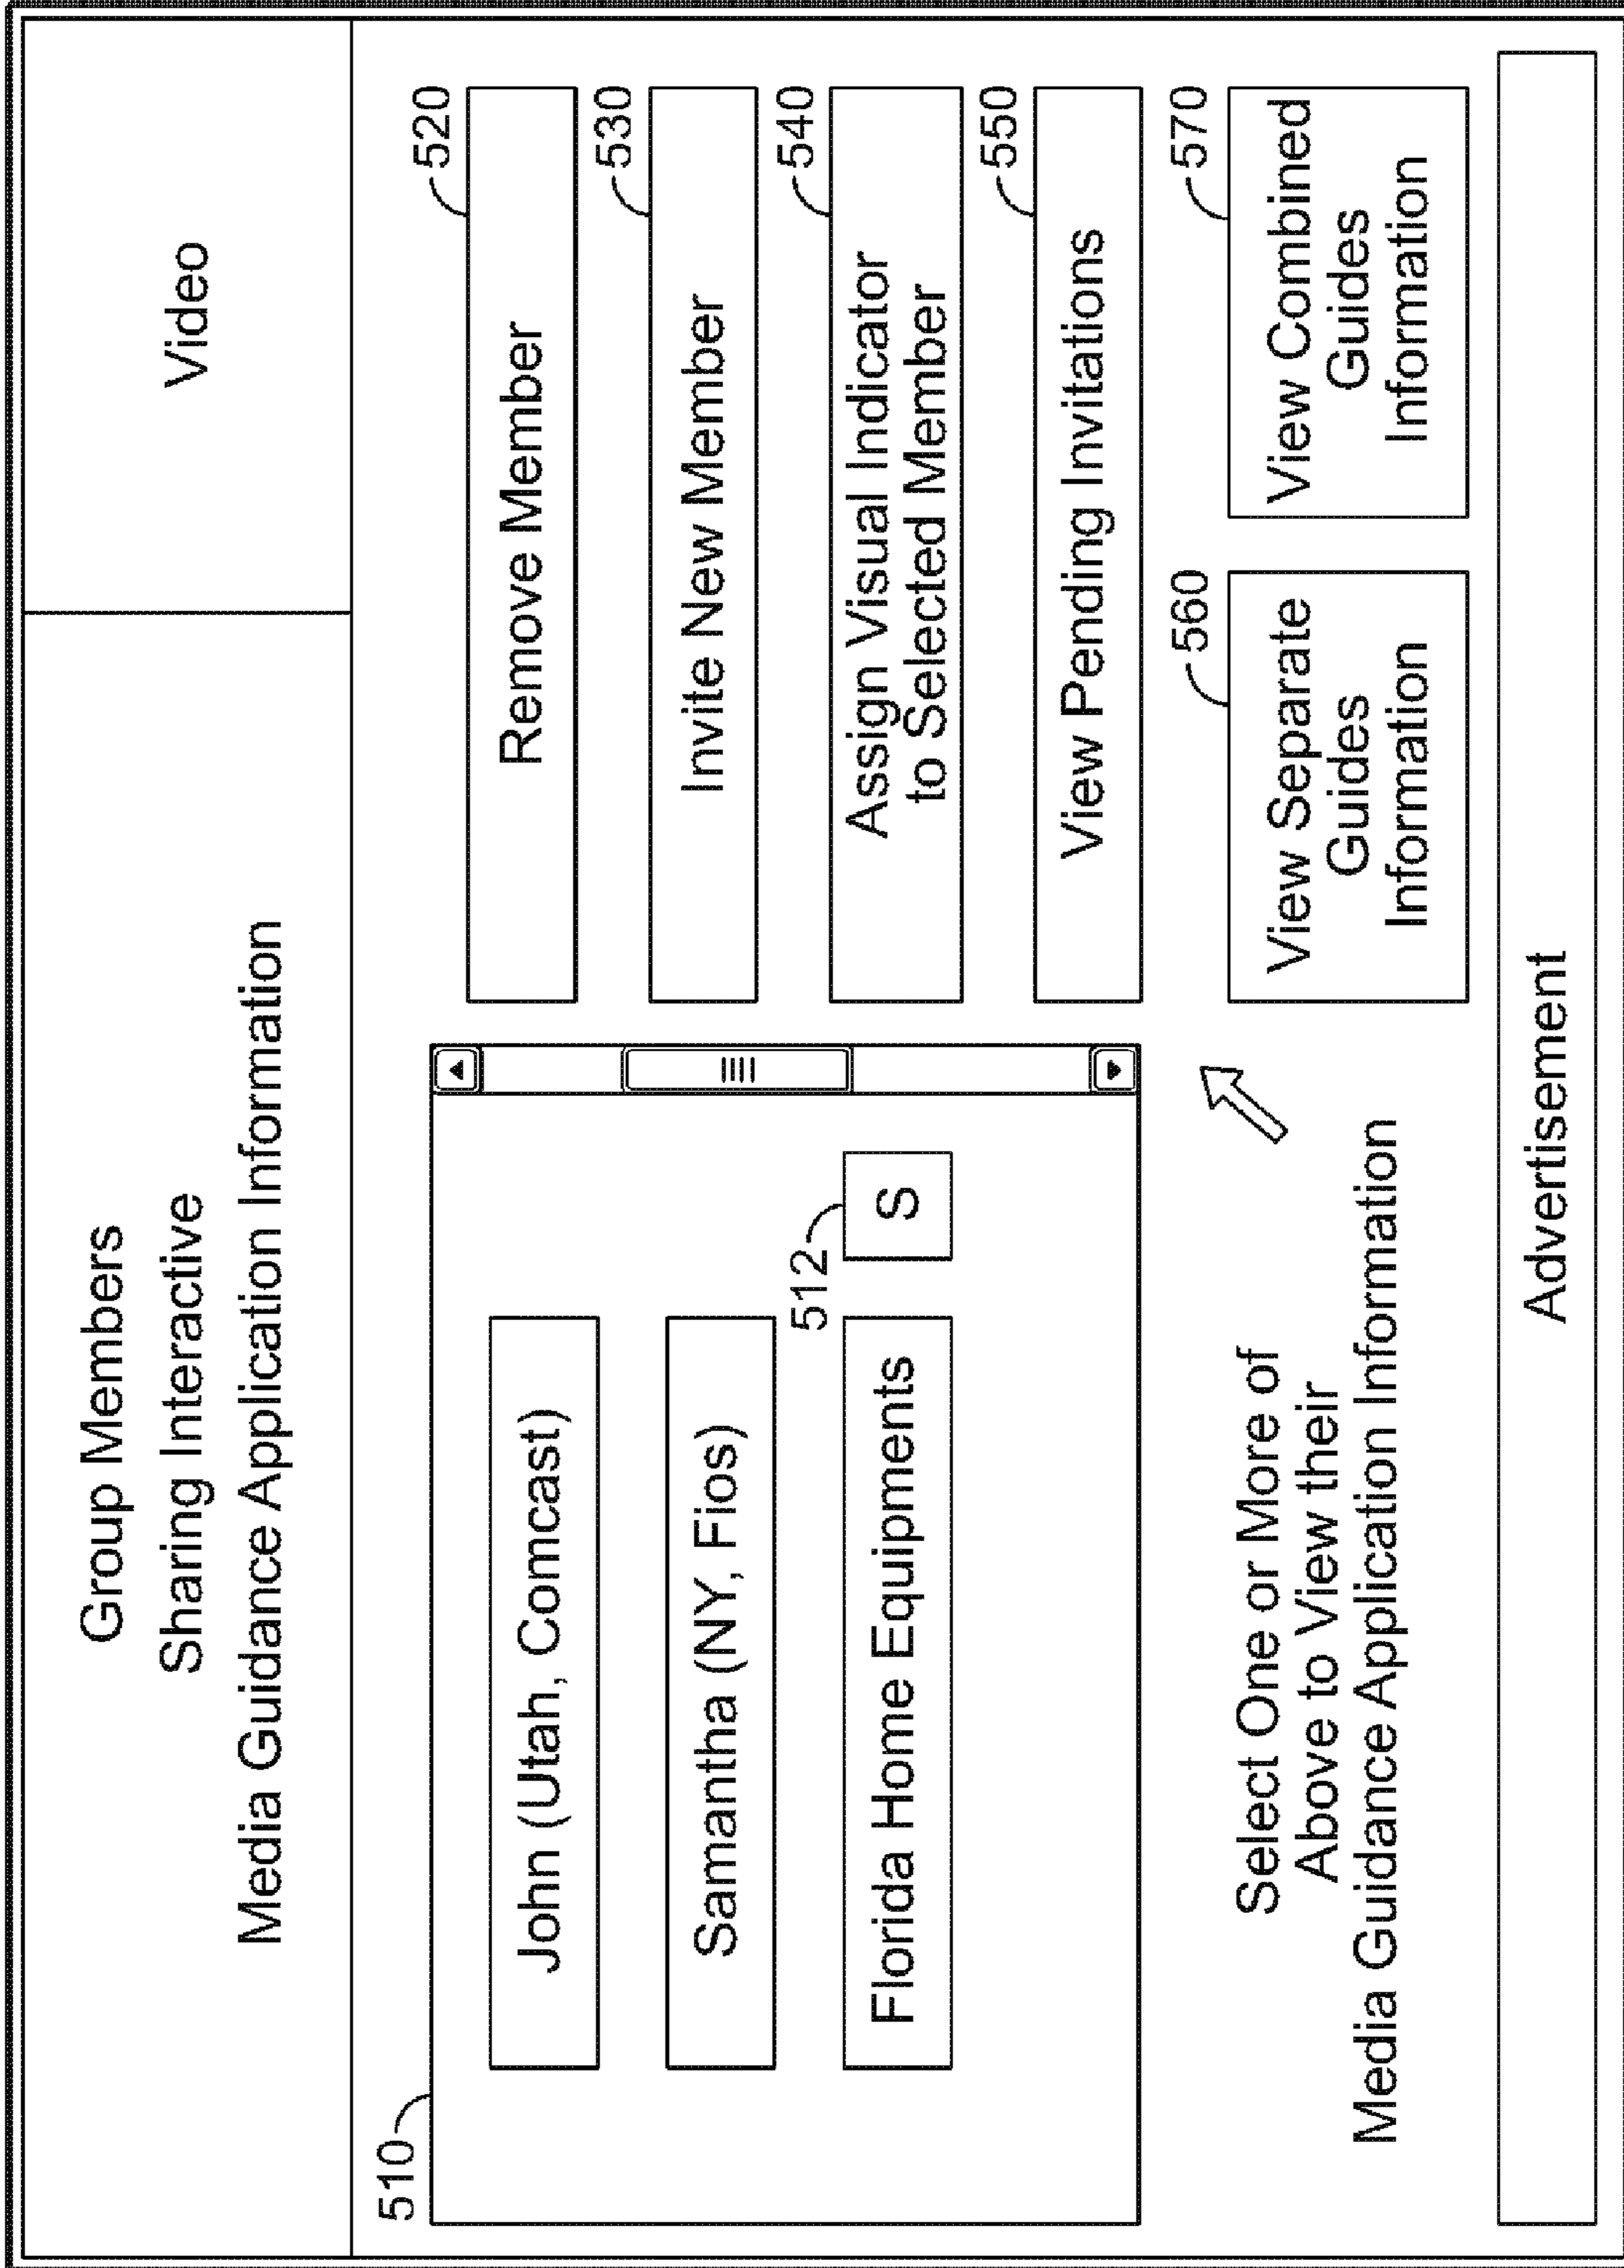 Group Members
Sharing Interactive
Media Guidance Application Information
Video
510
John (Utah, Comcast)
Samantha (NY, Fios)
512
Florida Home Equipments
S
Select One or More of
Above to View their
Media Guidance Application Information
520
Remove Member
530
Invite New Member
540
Assign Visual Indicator
to Selected Member
550
View Pending Invitations
560
View Separate
Guides
Information
570
View Combined
Guides
Information
Advertisement